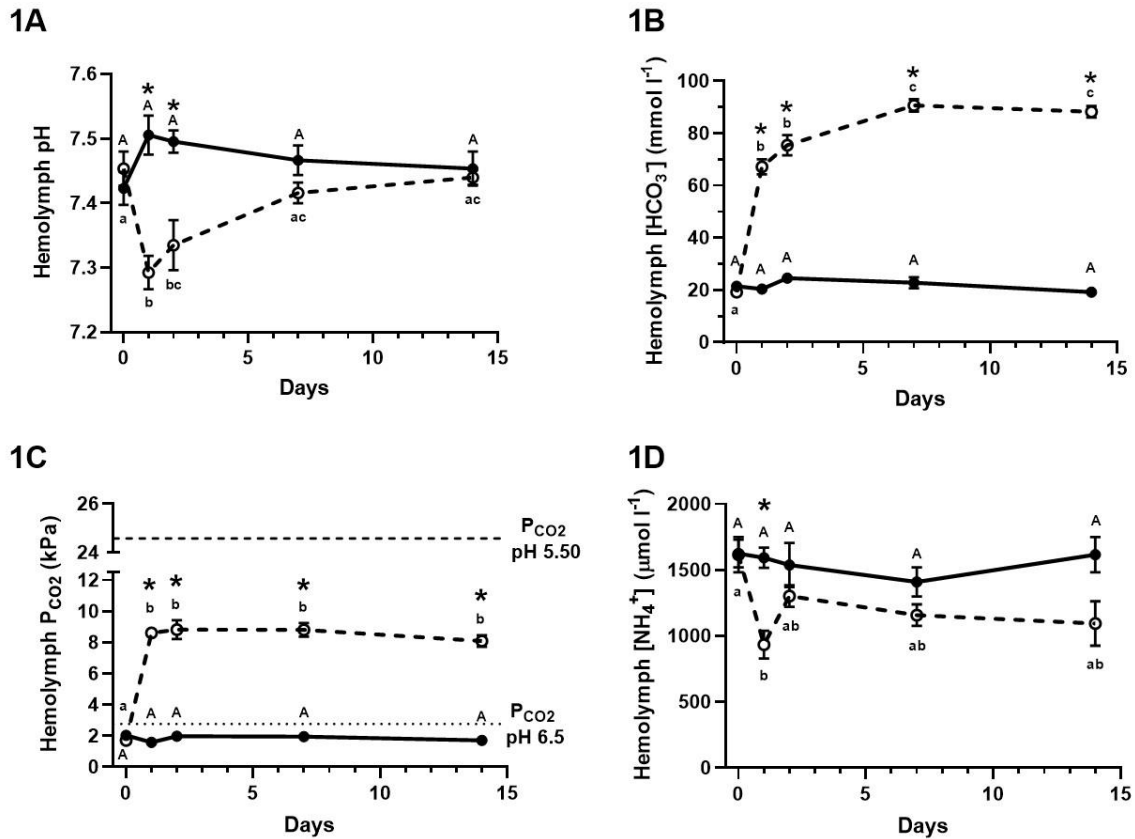 1A
7.6
7.5
7.4
7.3
7.2
Hemolymph pH
0 5 10 15
Days
* *
A A A A A
a b bc ac ac
1B
100
80
60
40
20
0
Hemolymph [HCO3-] (mmol l-1)
0 5 10 15
Days
* * * *
b b c c
A A A A A
a
1C
26
24
12
10
8
6
4
2
0
Hemolymph PCO2 (kPa)
PCO2
pH 5.50
* * * *
b b b b
PCO2
pH 6.5
a A A A A
A
0 5 10 15
Days
1D
2000
1500
1000
500
0
Hemolymph [NH4+] (µmol l-1)
*
A A A A A
a b ab ab ab
0 5 10 15
Days